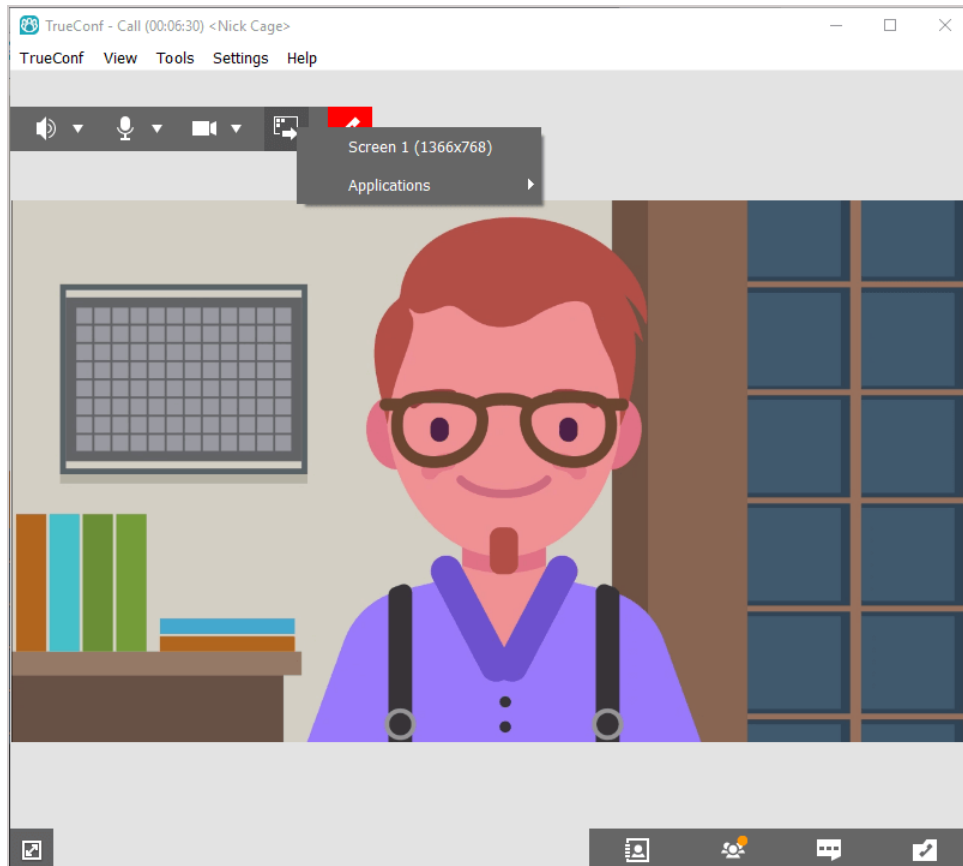 TrueConf - Call (00:06:30) <Nick Cage>
TrueConf View Tools Settings Help
Screen 1 (1366x768)
Applications